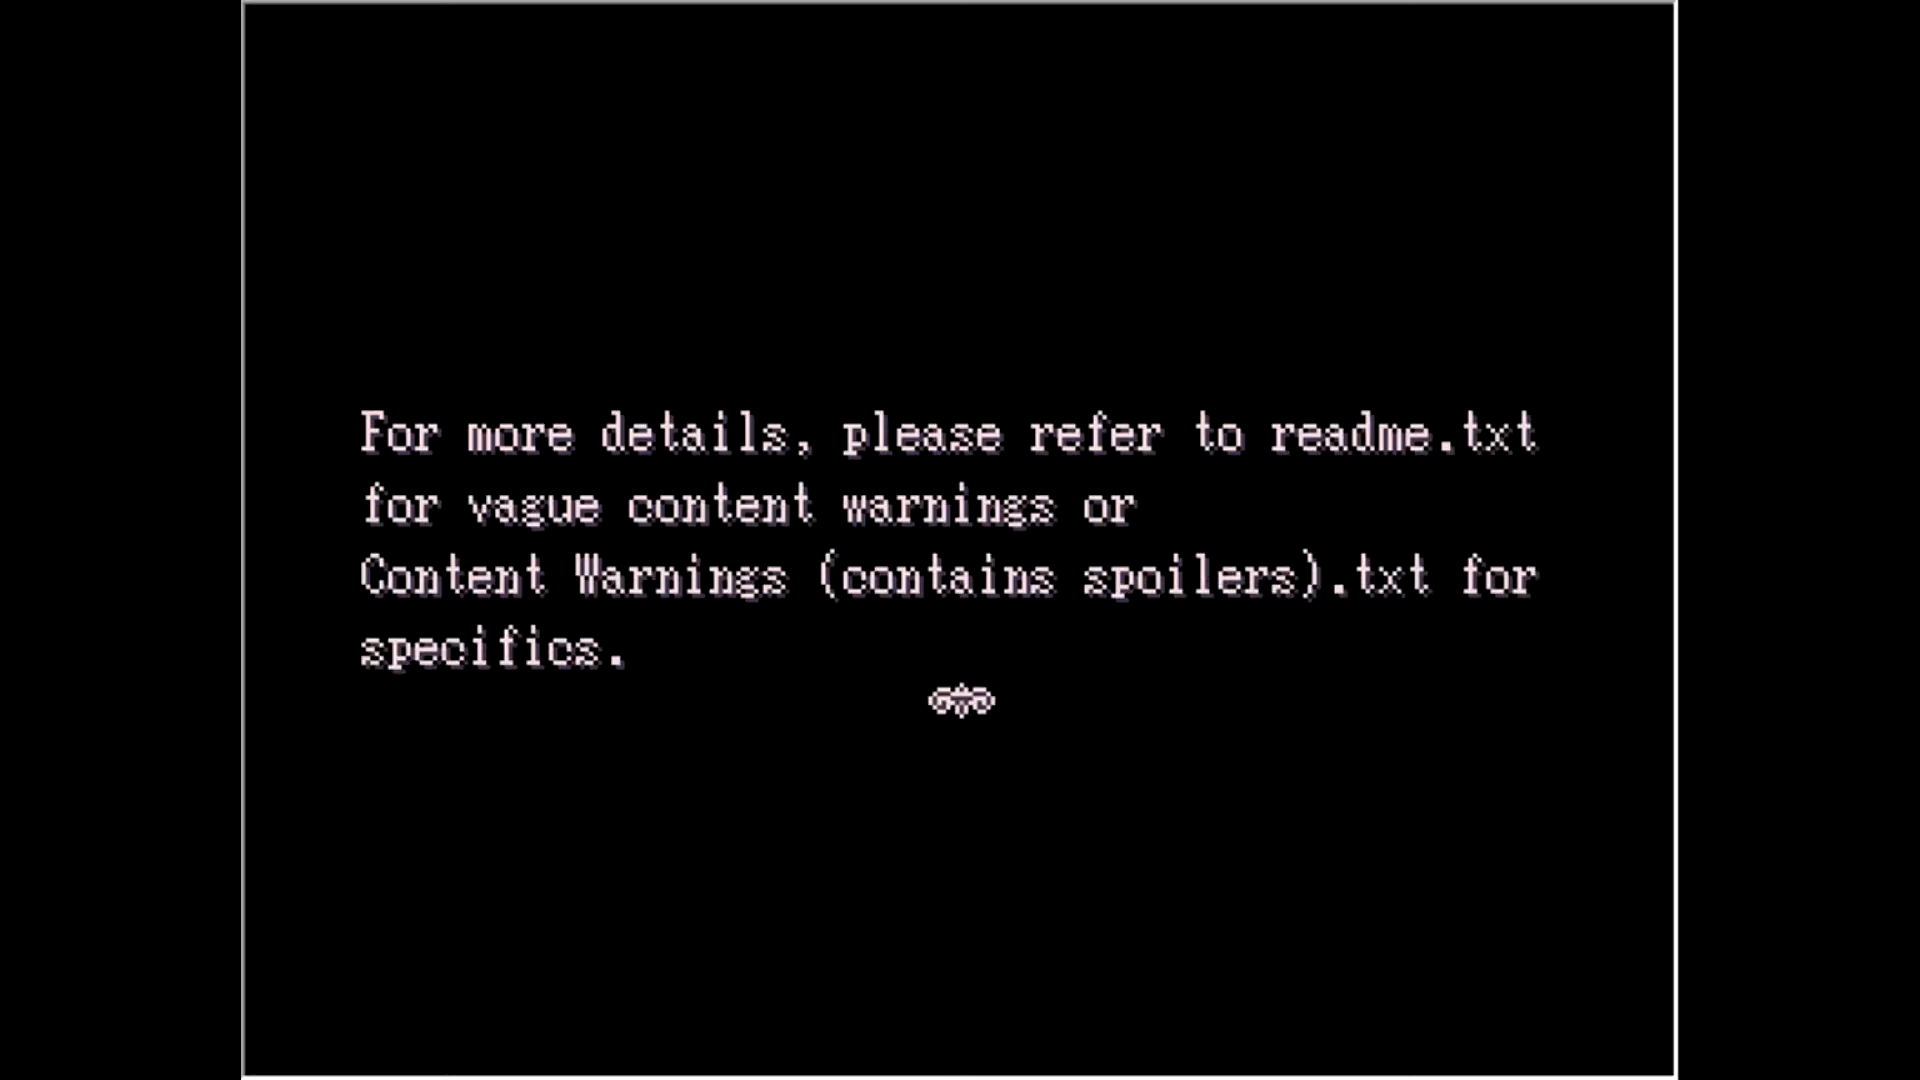 For more details, please refer to readme.txt
for vague content warnings or
Content Warnings (contains spoilers).txt for
specifics.